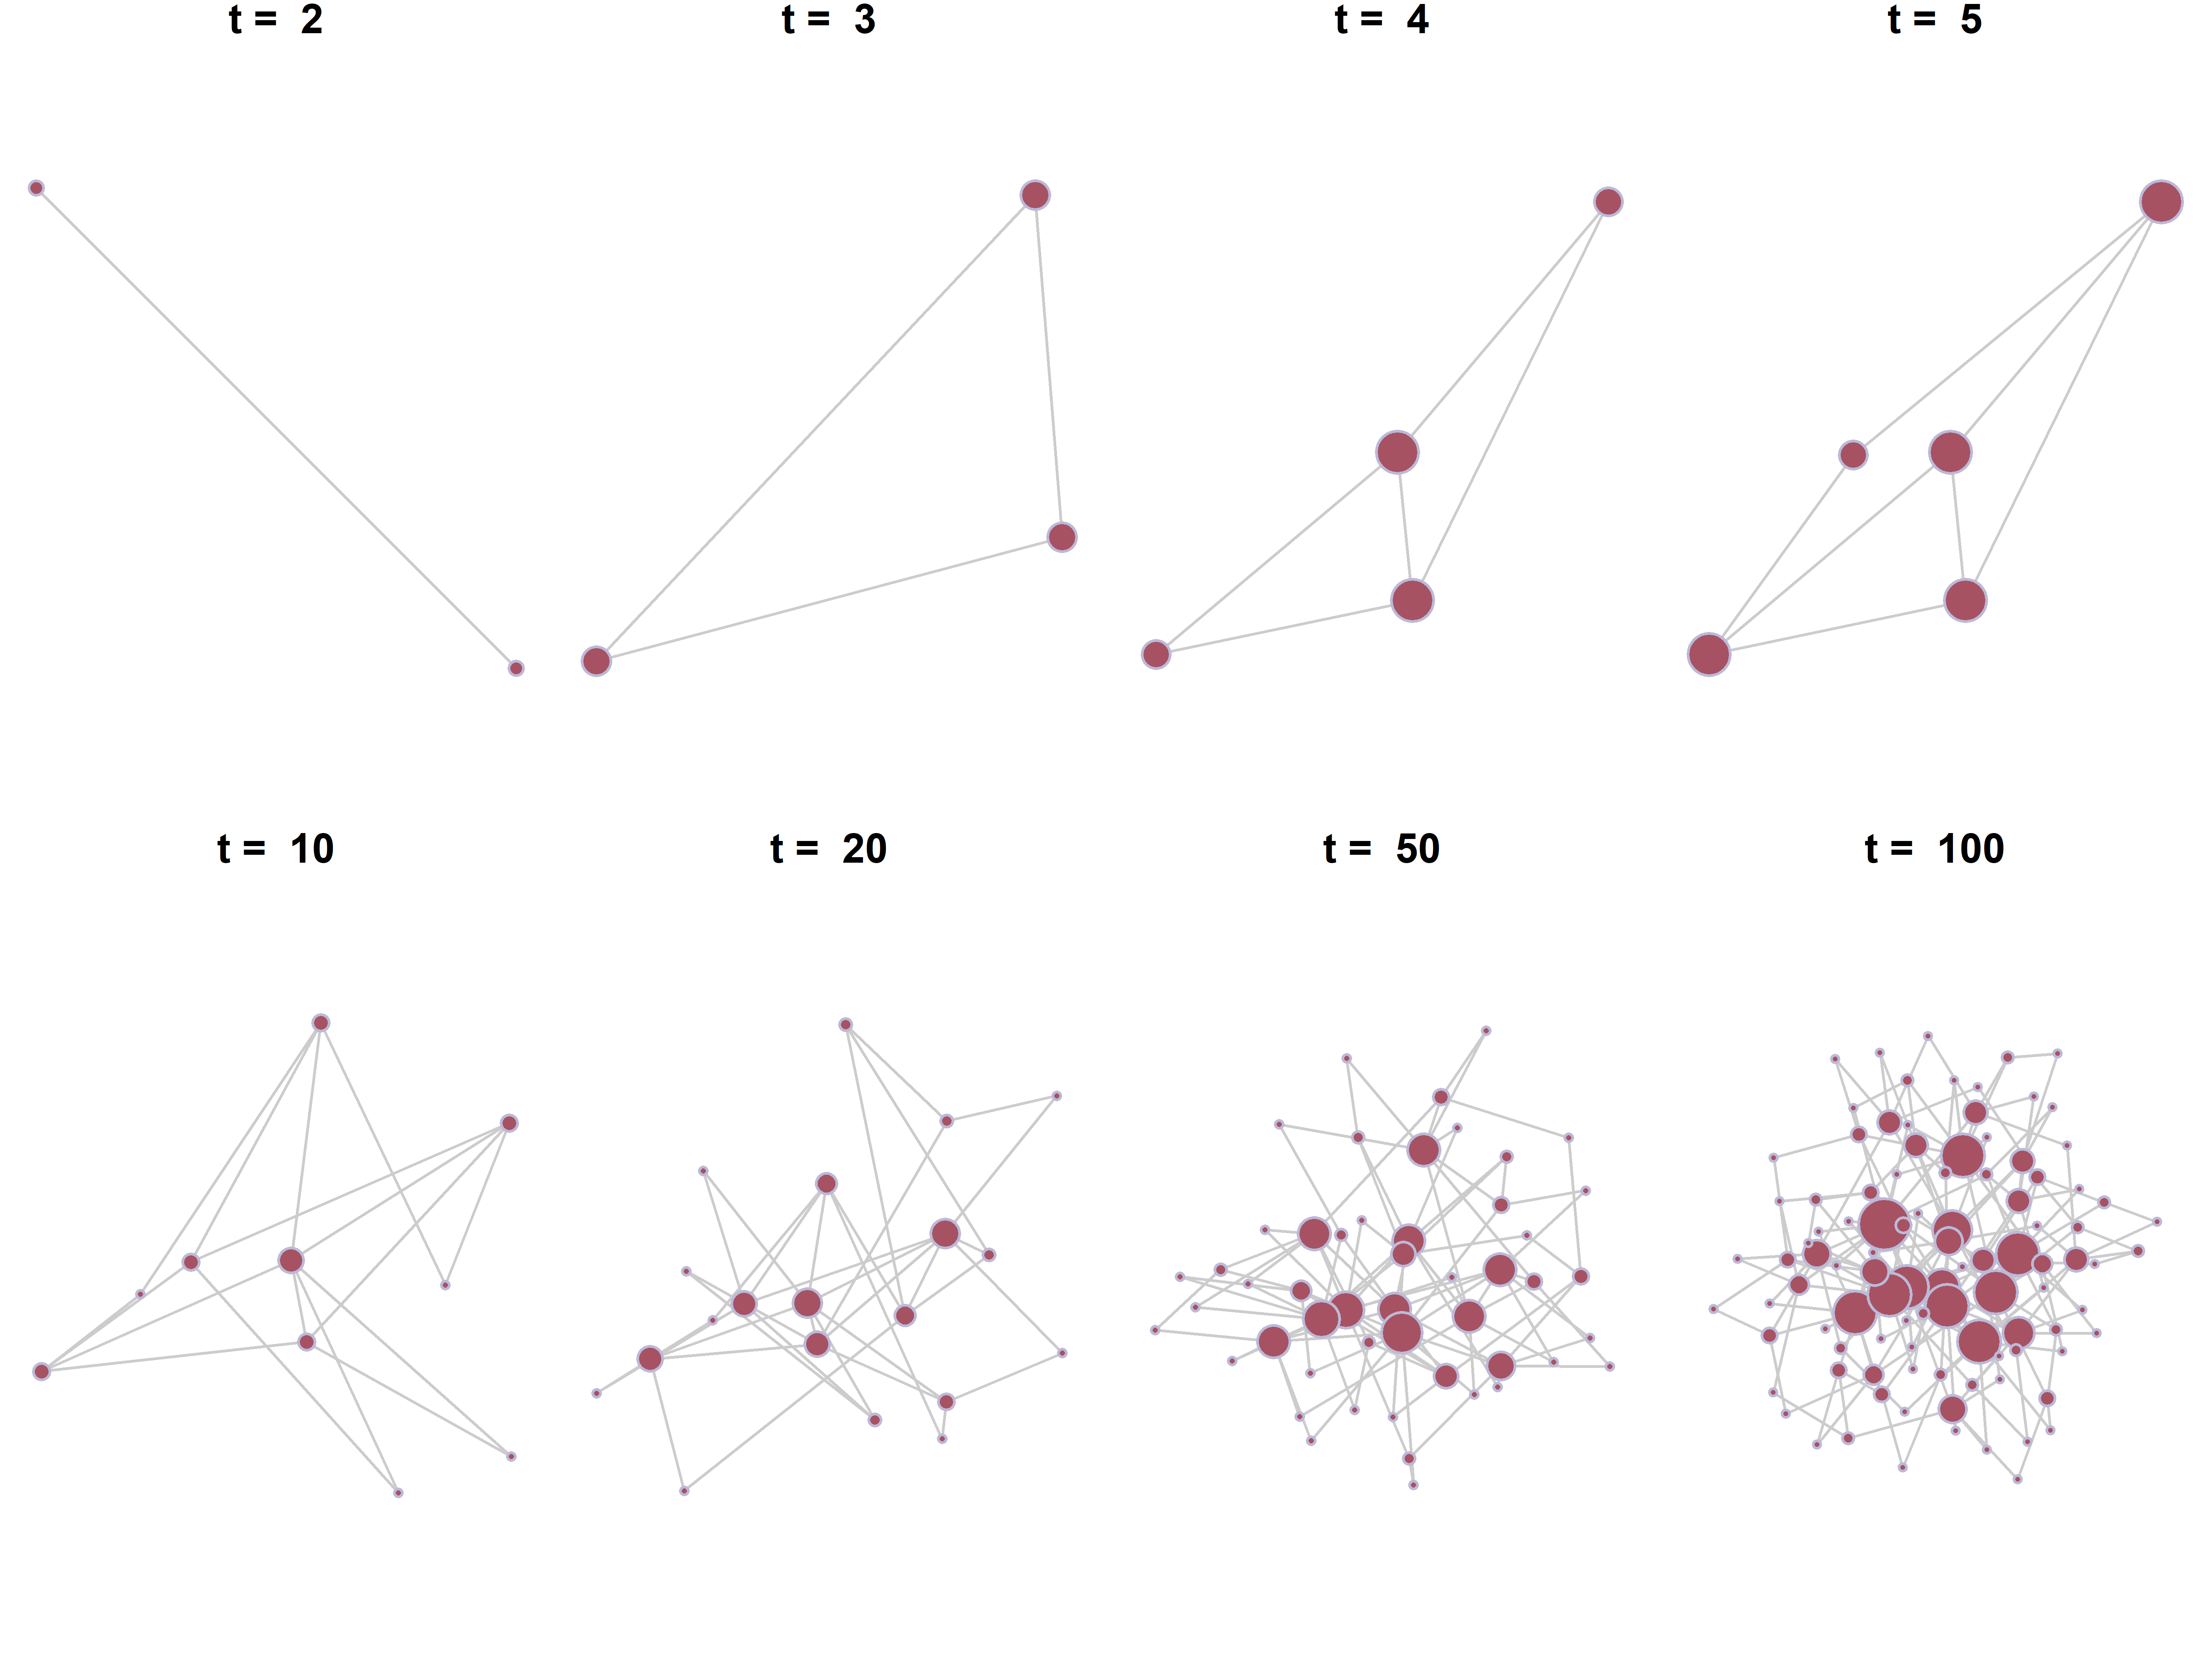 t = 2
t = 3
t = 4
t = 5
t = 10
t = 20
t = 50
t = 100